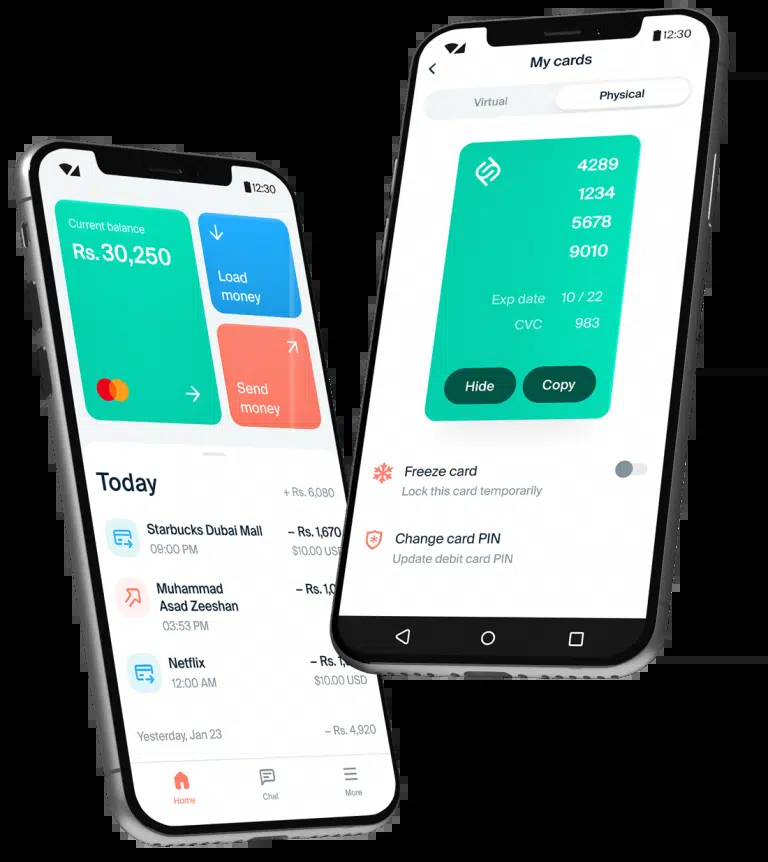 12:30
Current balance
Rs. 30,250
Load
money
Send
money
Today
+ Rs. 6,080
Starbucks Dubai Mall
– Rs. 1,670
09:00 PM
$10.00 USD
Muhammad
Asad Zeeshan
– Rs.
03:53 PM
Netflix
– Rs.
12:00 AM
$10.00 USD
Yesterday, Jan 23
– Rs. 4,920
Home
Chat
More
12:30
My cards
Virtual
Physical
4289
1234
5678
9010
Exp date 10 / 22
CVC 983
Hide
Copy
Freeze card
Lock this card temporarily
Change card PIN
Update debit card PIN